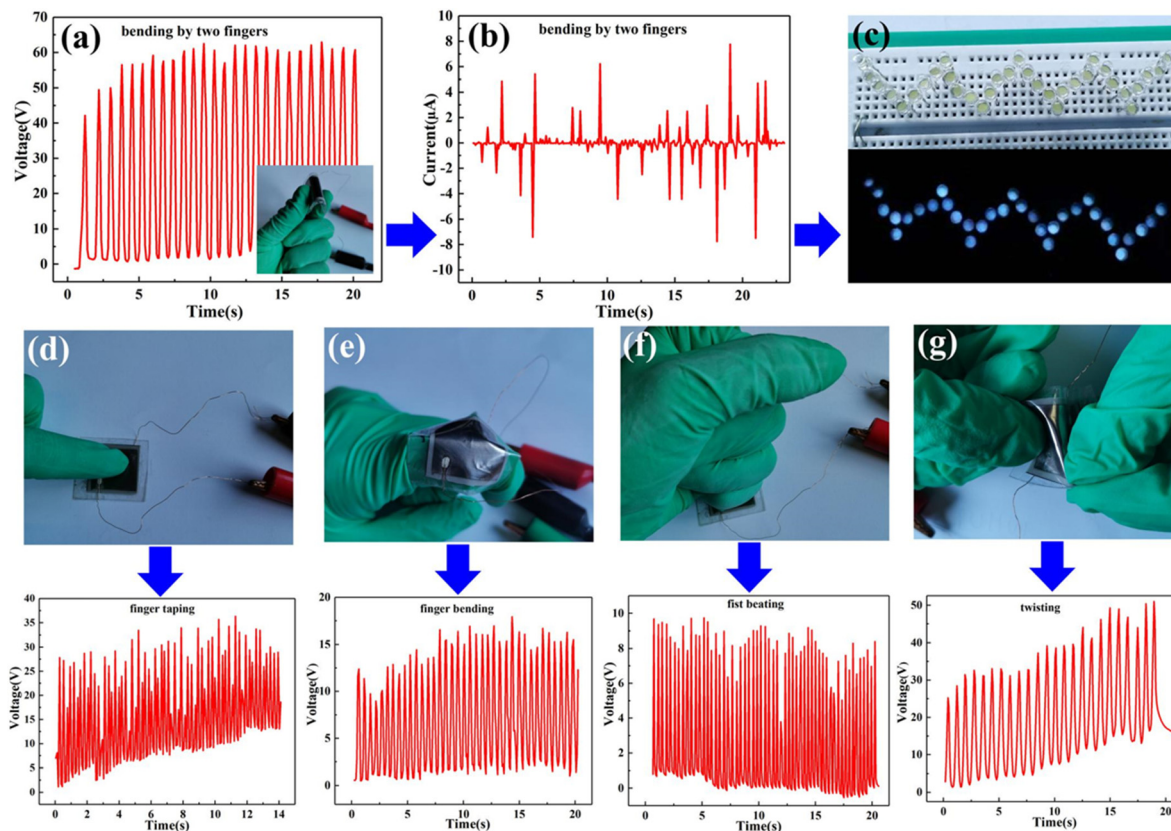 (a)
bending by two fingers
Voltage(V)
70
60
50
40
30
20
10
0
0 5 10 15 20
Time(s)
(b)
bending by two fingers
Current(μA)
10
8
6
4
2
0
-2
-4
-6
-8
-10
0 5 10 15 20
Time(s)
(c)
(d)
(e)
(f)
(g)
finger taping
Voltage(V)
40
35
30
25
20
15
10
5
0
0 2 4 6 8 10 12 14
Time(s)
finger bending
Voltage(V)
20
15
10
5
0
0 5 10 15 20
Time(s)
fist beating
Voltage(V)
10
8
6
4
2
0
0 5 10 15 20
Time(s)
twisting
Voltage(V)
50
40
30
20
10
0
0 5 10 15 20
Time(s)